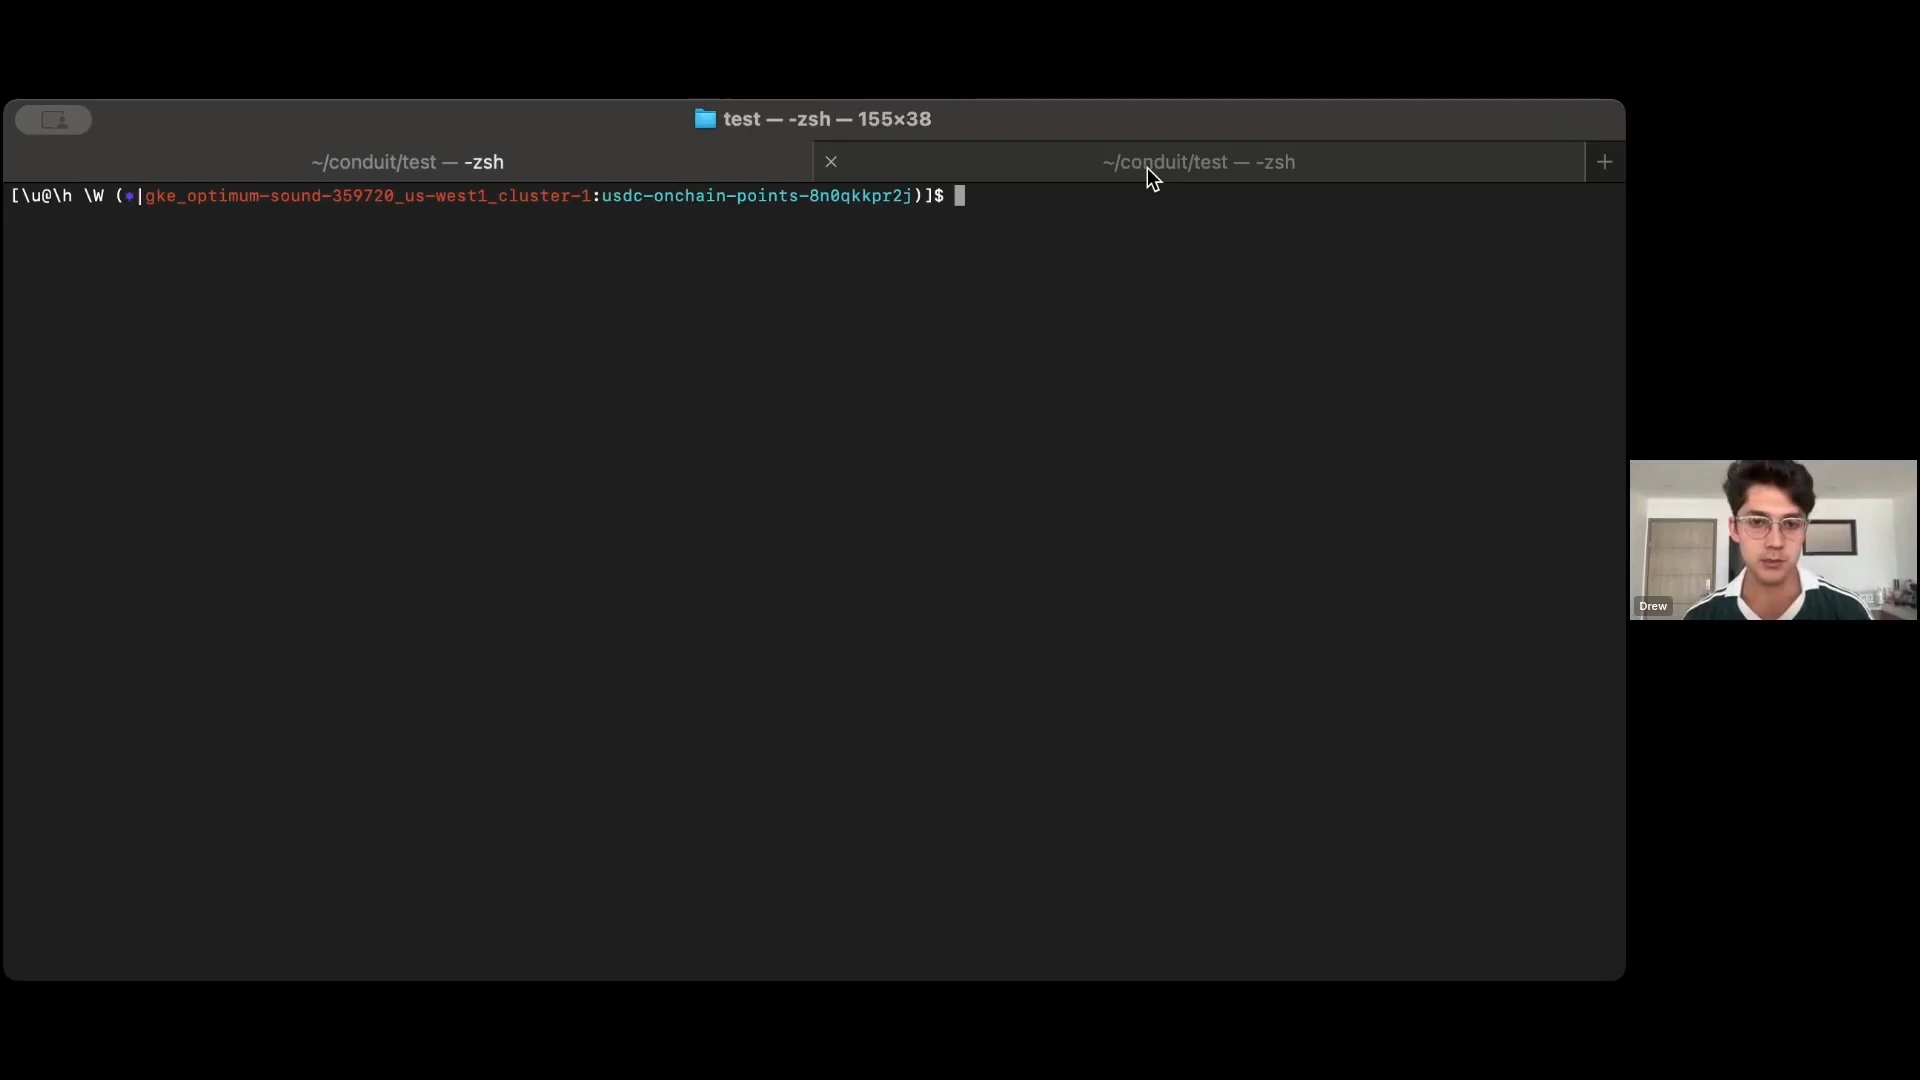 test — -zsh — 155×38
~/conduit/test — -zsh
~/conduit/test — -zsh
[\u@\h \W (⎈|gke_optimum-sound-359720_us-west1_cluster-1:usdc-onchain-points-8n0qkkpr2j)]$
Drew